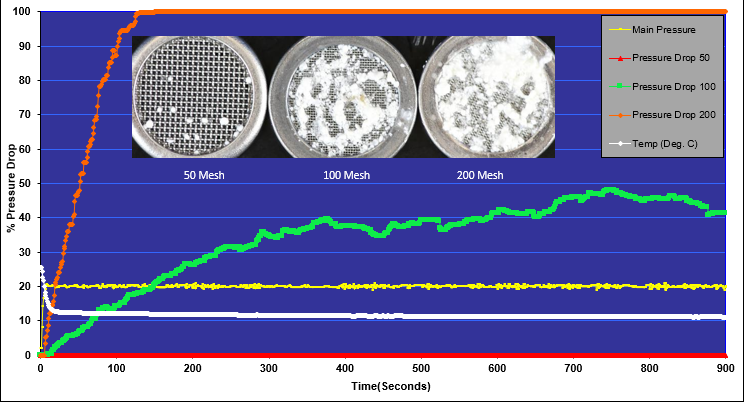 100
90
80
70
60
50
40
30
20
10
0
% Pressure Drop
Main Pressure
Pressure Drop 50
Pressure Drop 100
Pressure Drop 200
Temp (Deg. C)
50 Mesh 100 Mesh 200 Mesh
0 100 200 300 400 500 600 700 800 900
Time(Seconds)